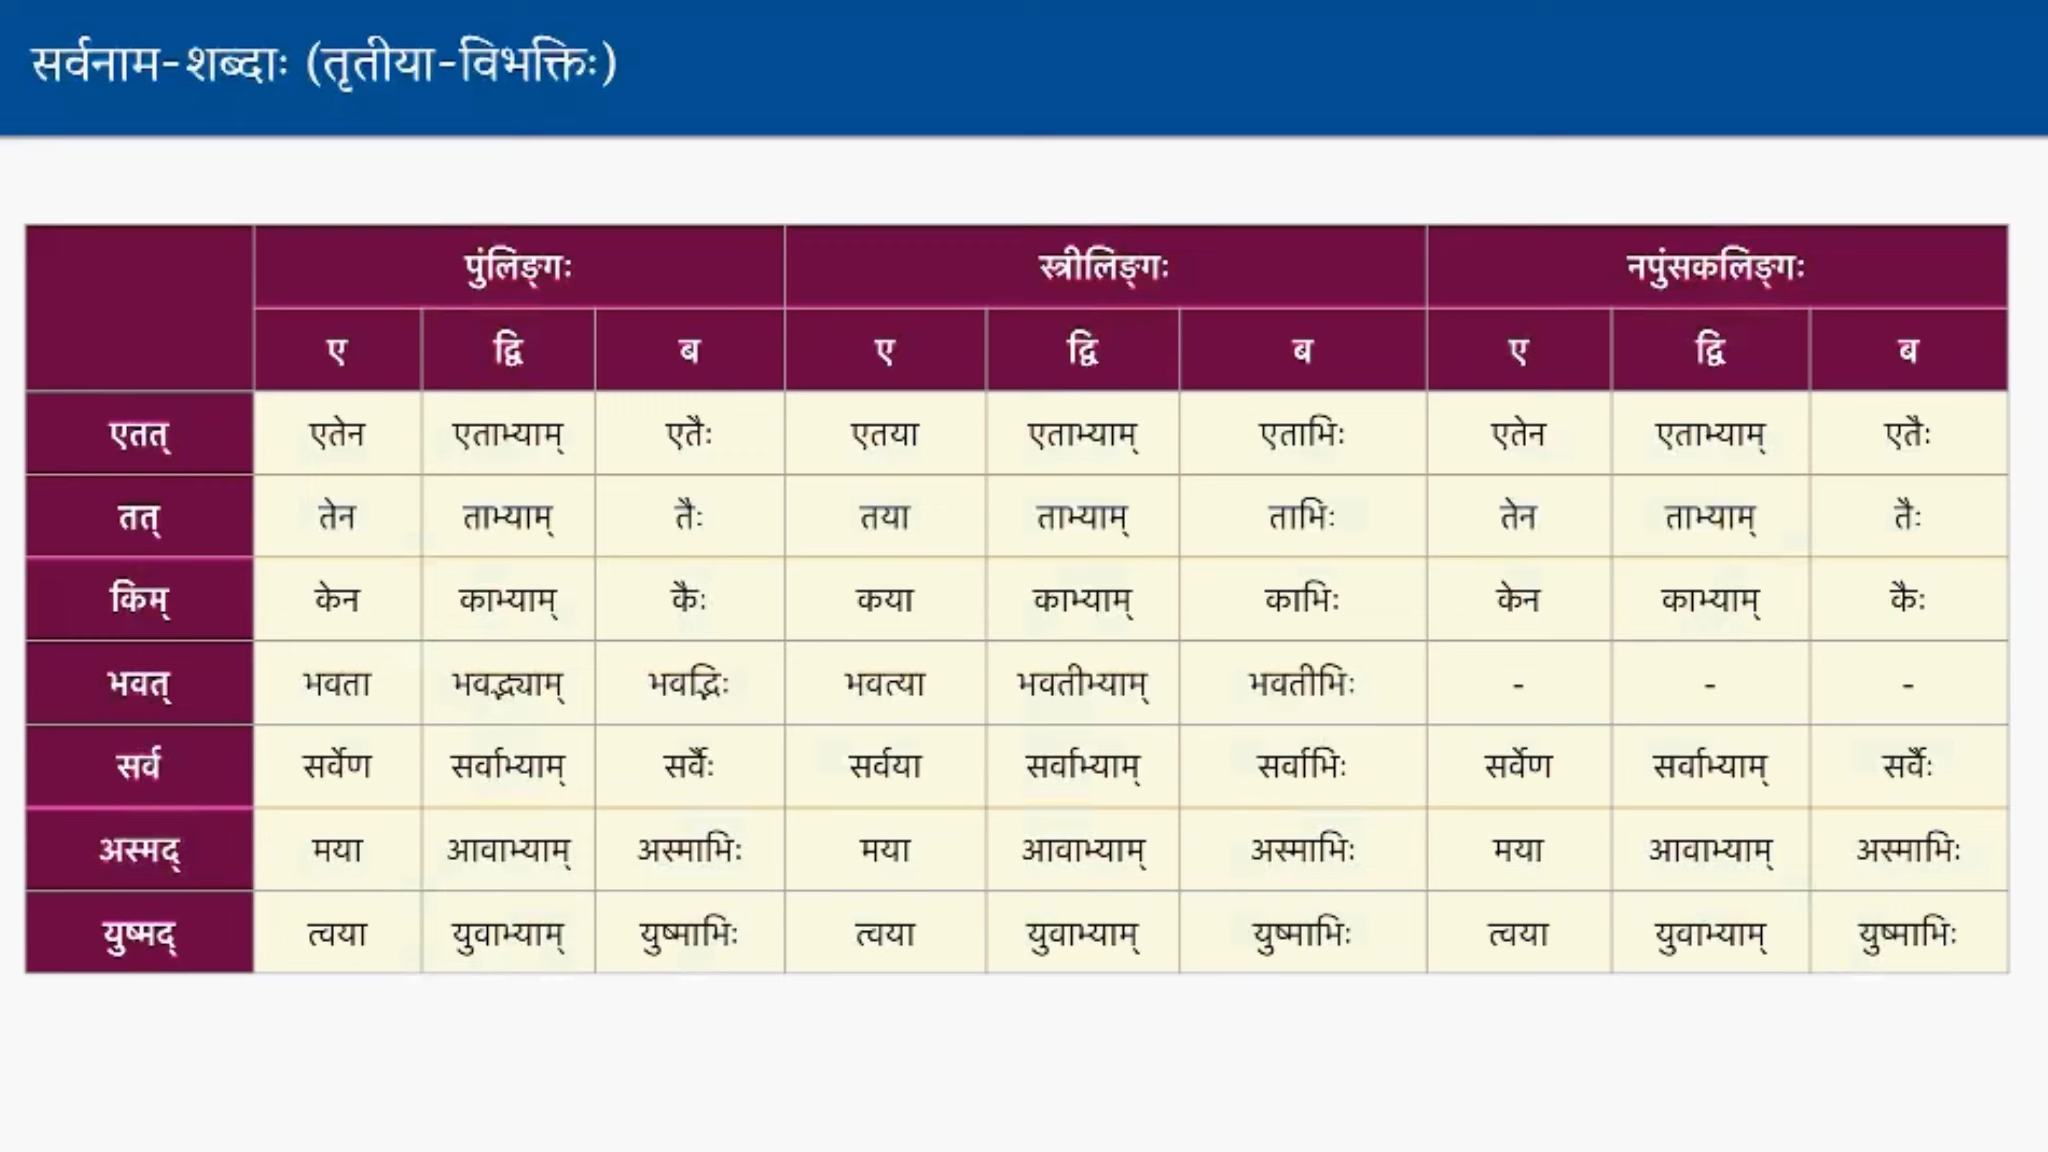 सर्वनाम-शब्दाः (तृतीया-विभक्तिः)
पुंलिङ्गः स्त्रीलिङ्गः नपुंसकलिङ्गः
ए द्वि ब ए द्वि ब ए द्वि ब
एतत् एतेन एताभ्याम् एतैः एतया एताभ्याम् एताभिः एतेन एताभ्याम् एतैः
तत् तेन ताभ्याम् तैः तया ताभ्याम् ताभिः तेन ताभ्याम् तैः
किम् केन काभ्याम् कैः कया काभ्याम् काभिः केन काभ्याम् कैः
भवत् भवता भवद्भ्याम् भवद्भिः भवत्या भवतीभ्याम् भवतीभिः - - -
सर्व सर्वेण सर्वाभ्याम् सर्वैः सर्वया सर्वाभ्याम् सर्वाभिः सर्वेण सर्वाभ्याम् सर्वैः
अस्मद् मया आवाभ्याम् अस्माभिः मया आवाभ्याम् अस्माभिः मया आवाभ्याम् अस्माभिः
युष्मद् त्वया युवाभ्याम् युष्माभिः त्वया युवाभ्याम् युष्माभिः त्वया युवाभ्याम् युष्माभिः